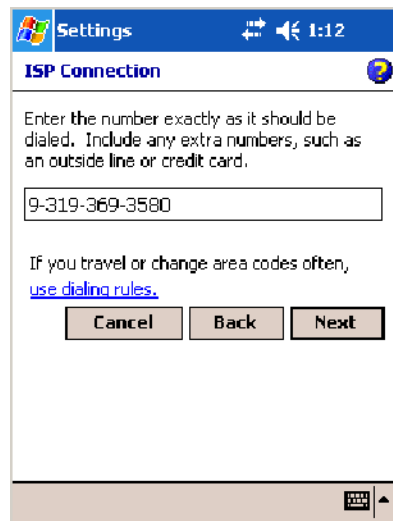 Settings 1:12
ISP Connection
Enter the number exactly as it should be
dialed. Include any extra numbers, such as
an outside line or credit card.
9-319-369-3580
If you travel or change area codes often,
use dialing rules.
Cancel Back Next